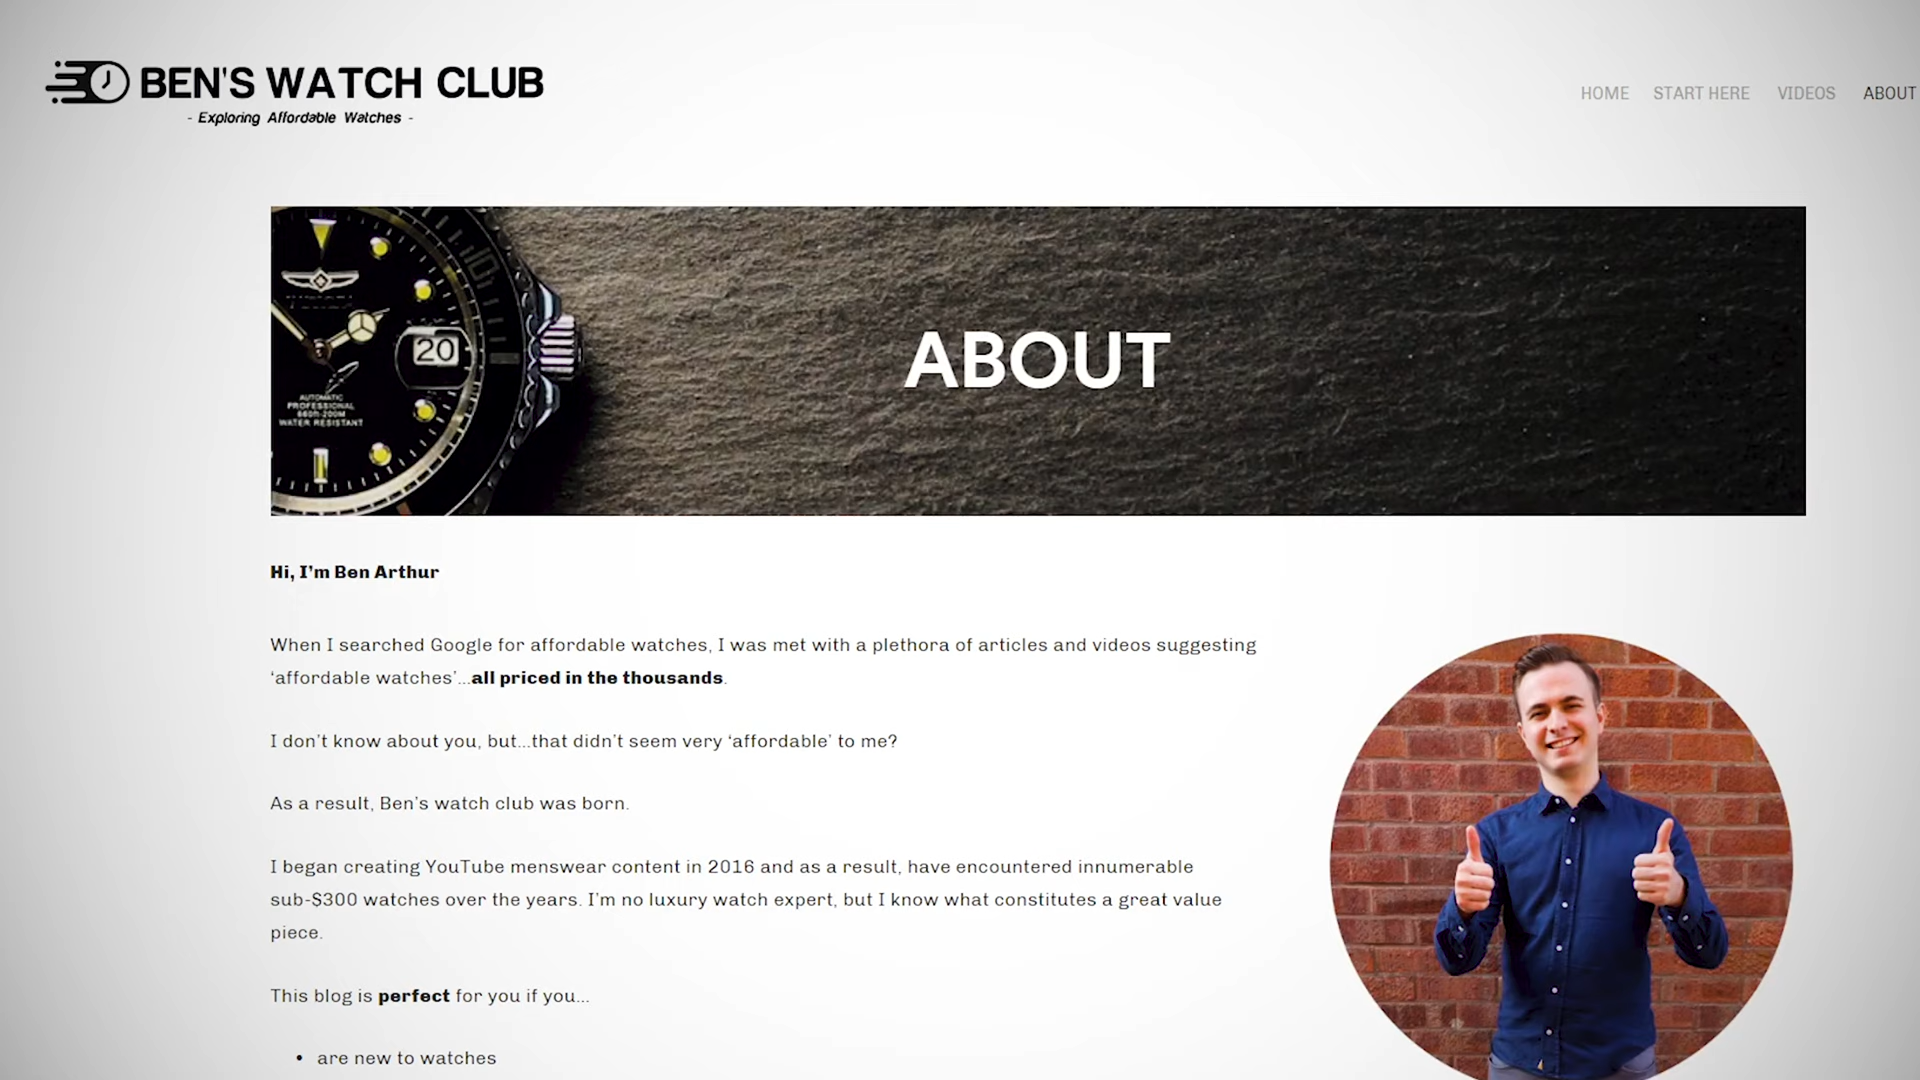 BEN'S WATCH CLUB
- Exploring Affordable Watches -
HOME START HERE VIDEOS ABOUT
20
AUTOMATIC
PROFESSIONAL
660ft-200M
WATER RESISTANT
ABOUT
Hi, I’m Ben Arthur
When I searched Google for affordable watches, I was met with a plethora of articles and videos suggesting
‘affordable watches’...all priced in the thousands.
I don’t know about you, but...that didn’t seem very ‘affordable’ to me?
As a result, Ben’s watch club was born.
I began creating YouTube menswear content in 2016 and as a result, have encountered innumerable
sub-$300 watches over the years. I’m no luxury watch expert, but I know what constitutes a great value
piece.
This blog is perfect for you if you...
• are new to watches